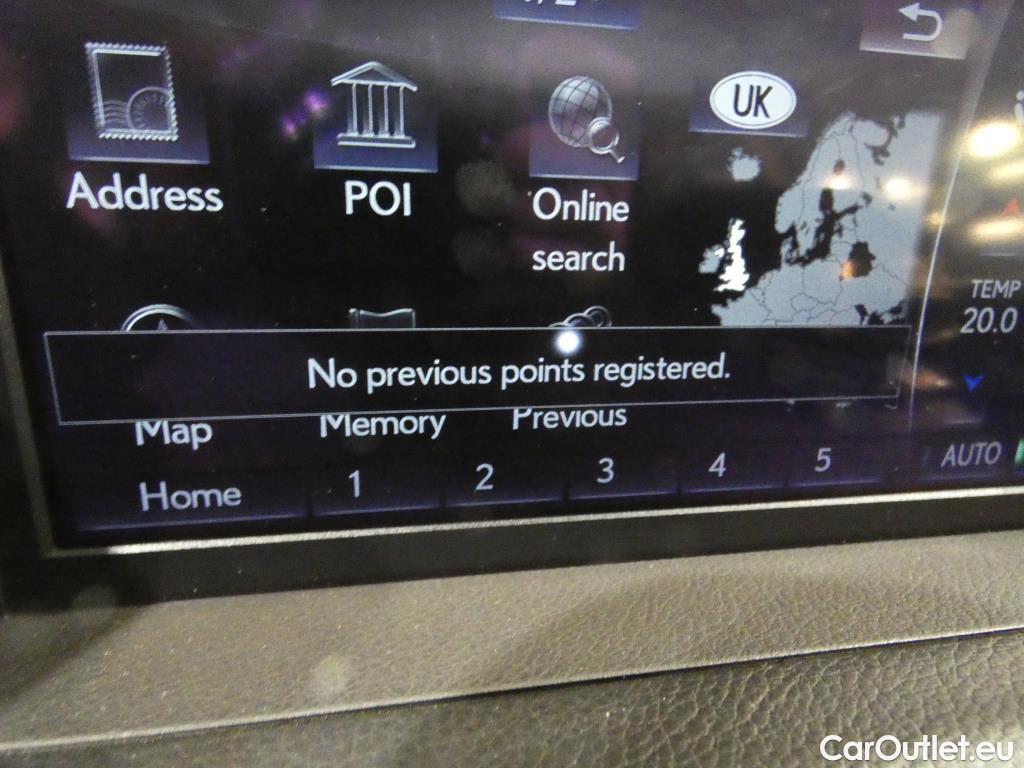 Address
POI
Online
search
UK
TEMP
20.0
No previous points registered.
Map
Memory
Previous
Home
1
2
3
4
5
AUTO
CarOutlet.eu